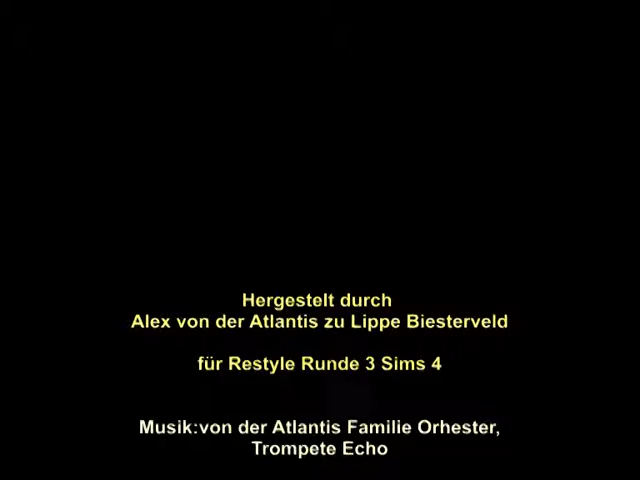 Hergestelt durch
Alex von der Atlantis zu Lippe Biesterveld
für Restyle Runde 3 Sims 4
Musik:von der Atlantis Familie Orhester,
Trompete Echo